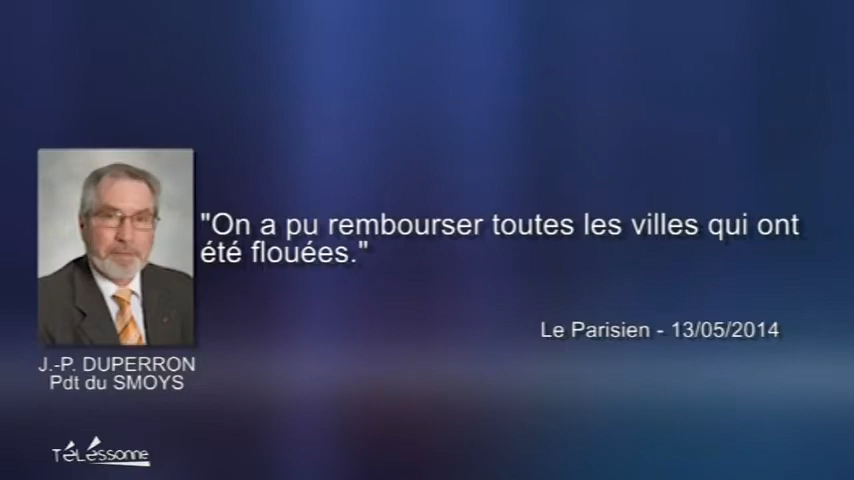 "On a pu rembourser toutes les villes qui ont
été flouées."
Le Parisien - 13/05/2014
J.-P. DUPERRON
Pdt du SMOYS
TéLéssonne